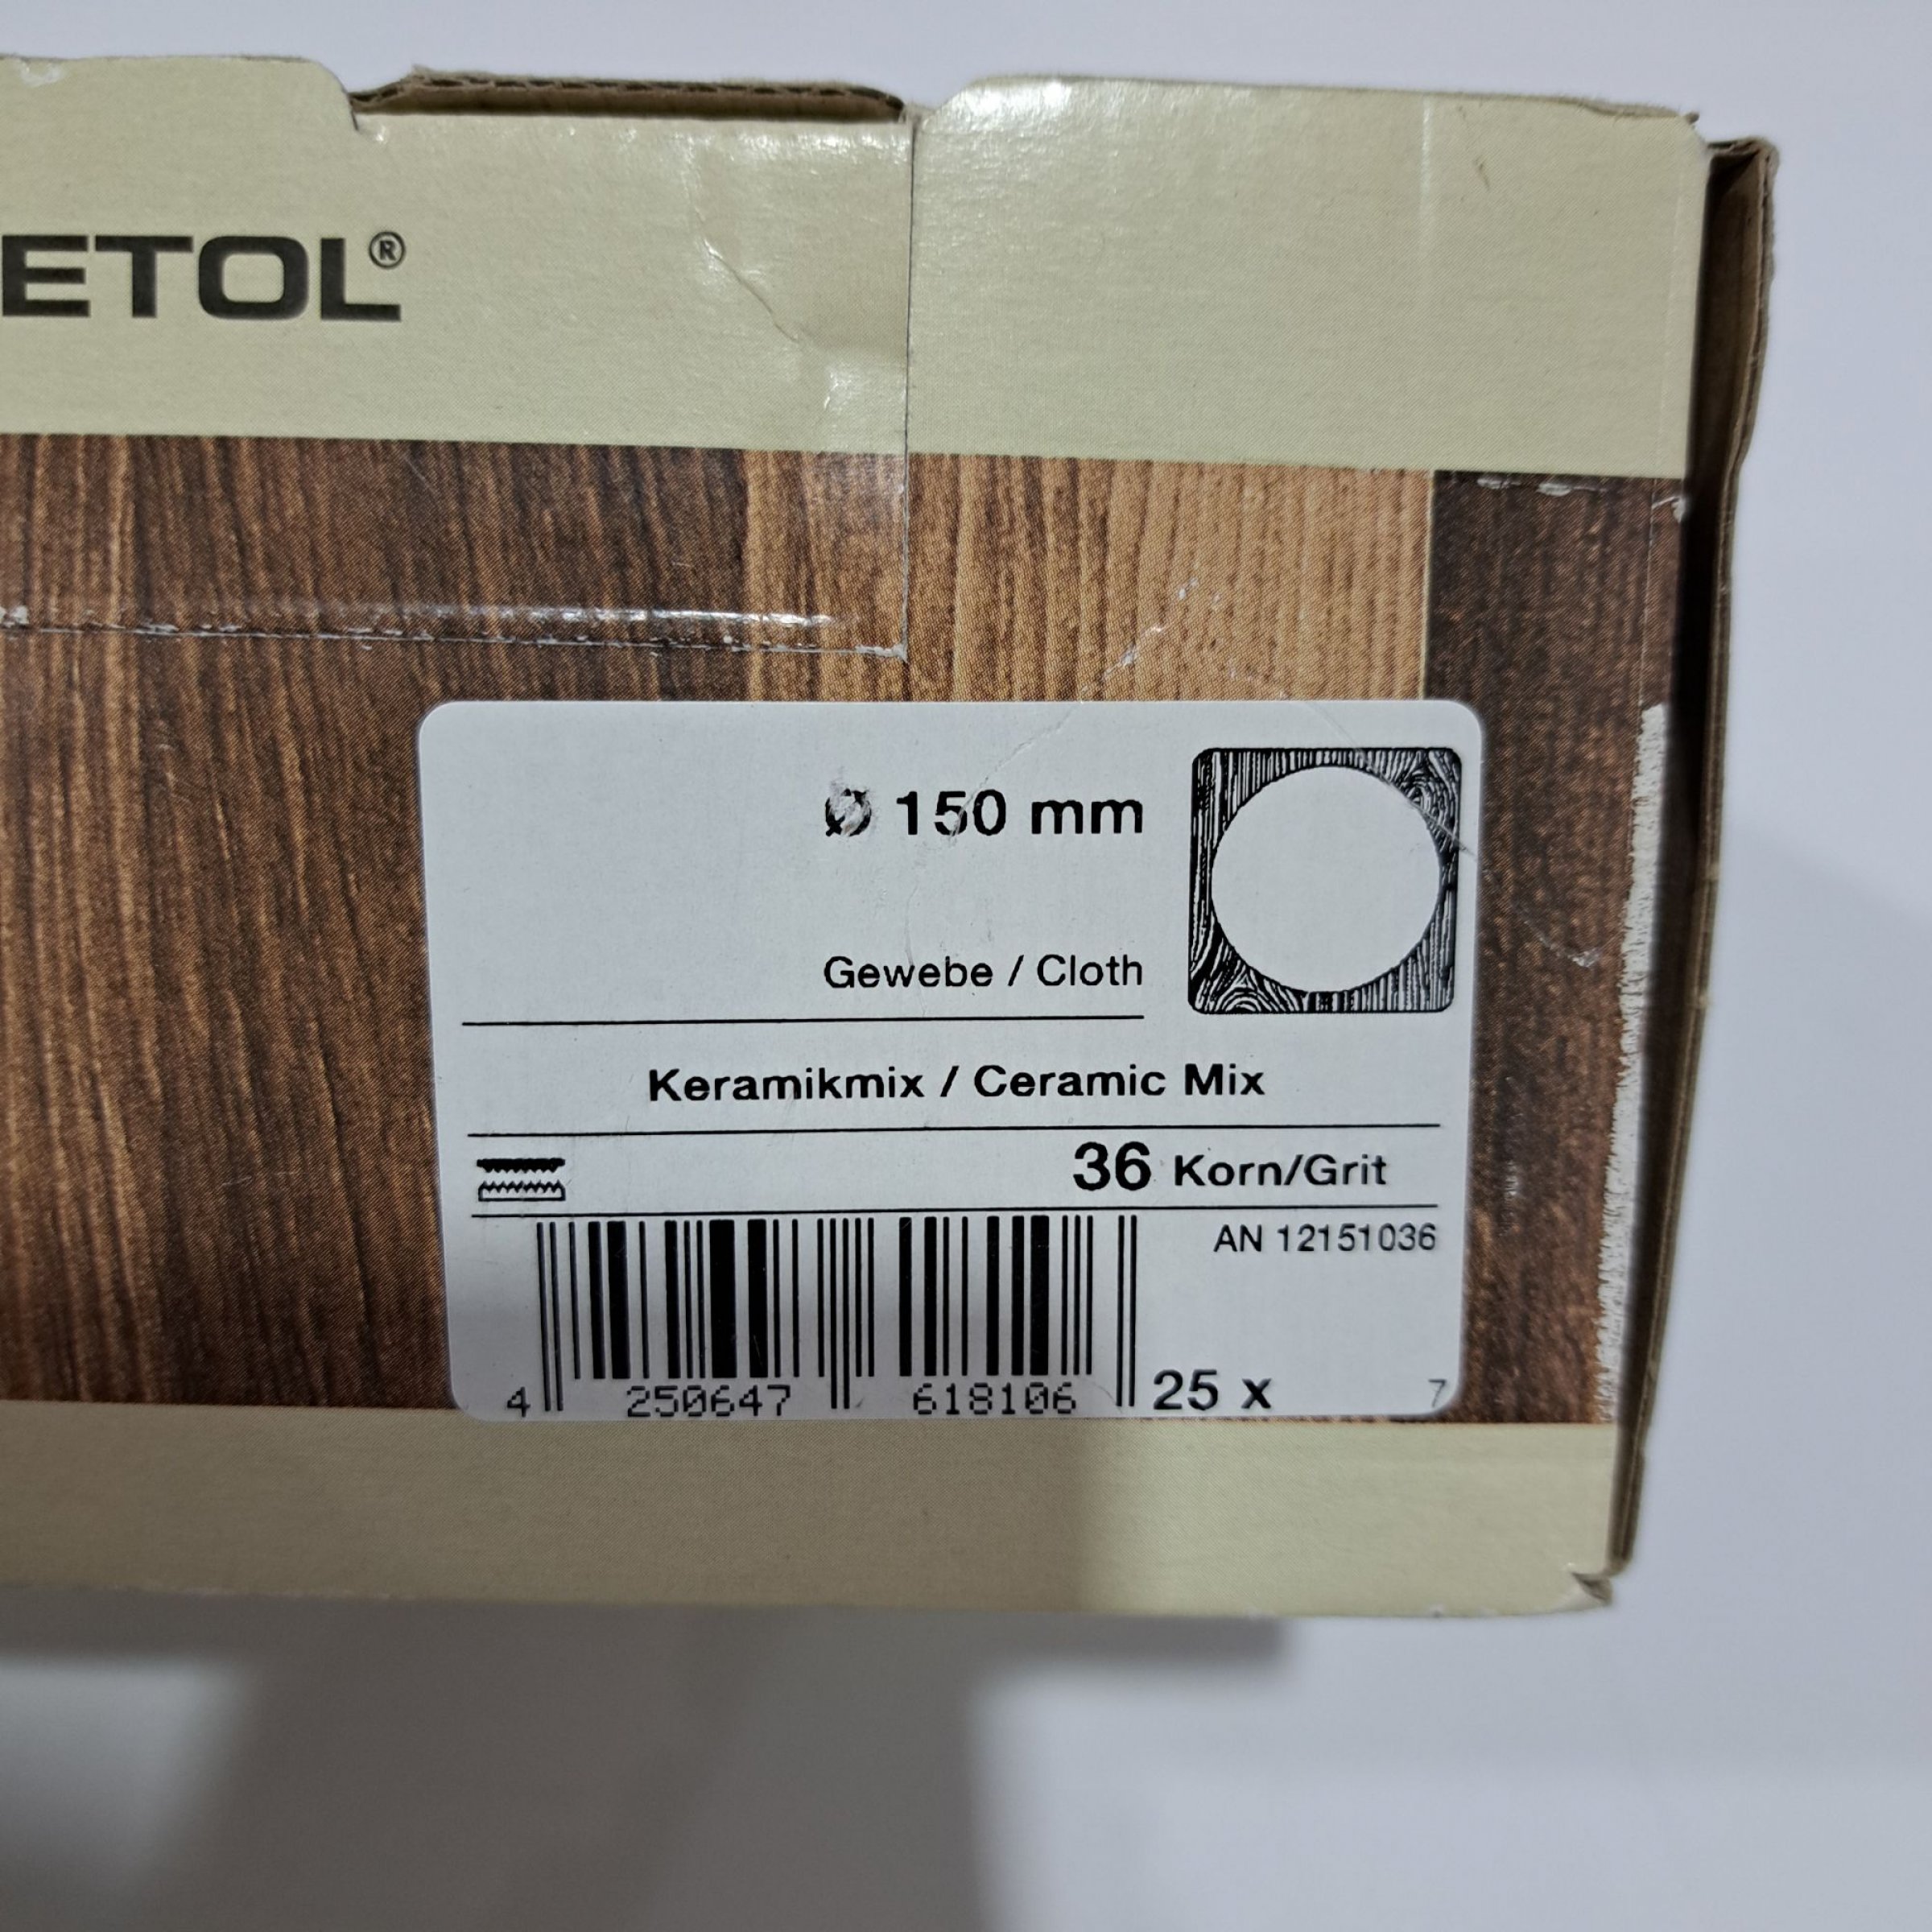 ETOL®
Ø 150 mm
Gewebe / Cloth
Keramikmix / Ceramic Mix
36 Korn/Grit
AN 12151036
4 250647 618106 25 x 7